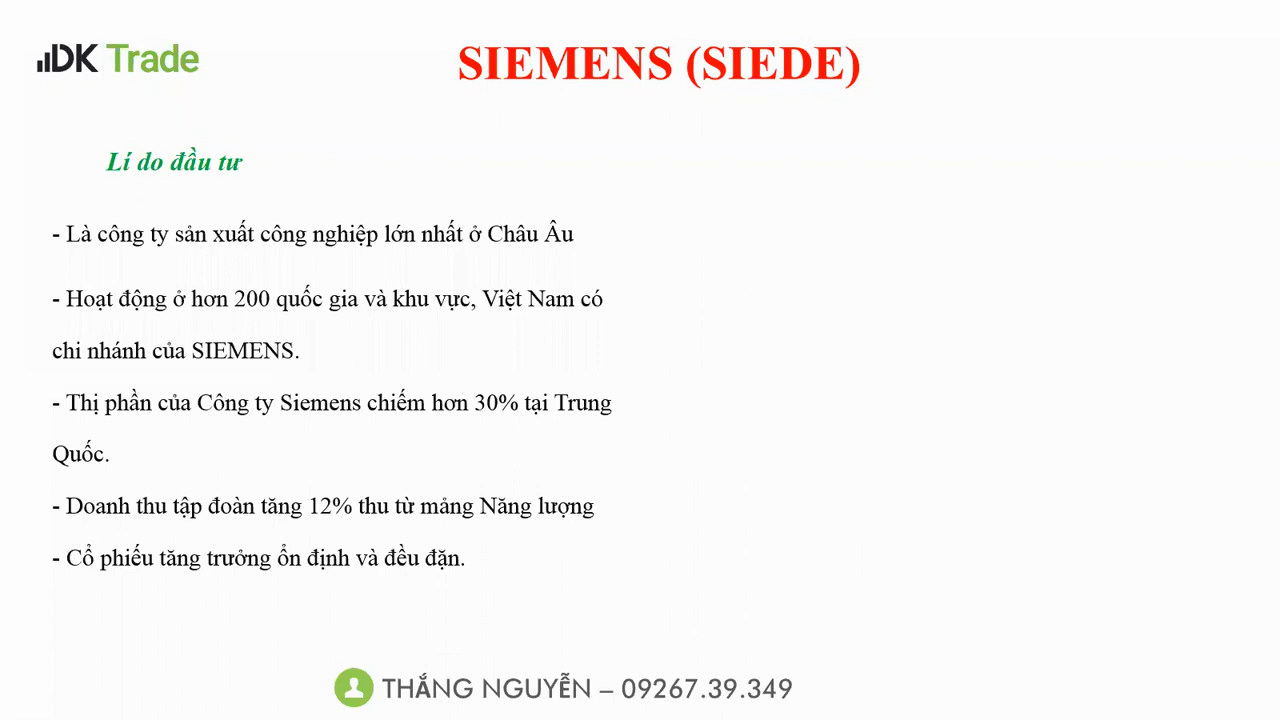 DK Trade
SIEMENS (SIEDE)
Lí do đầu tư
- Là công ty sản xuất công nghiệp lớn nhất ở Châu Âu
- Hoạt động ở hơn 200 quốc gia và khu vực, Việt Nam có
chi nhánh của SIEMENS.
- Thị phần của Công ty Siemens chiếm hơn 30% tại Trung
Quốc.
- Doanh thu tập đoàn tăng 12% thu từ mảng Năng lượng
- Cổ phiếu tăng trưởng ổn định và đều đặn.
THẮNG NGUYỄN – 09267.39.349